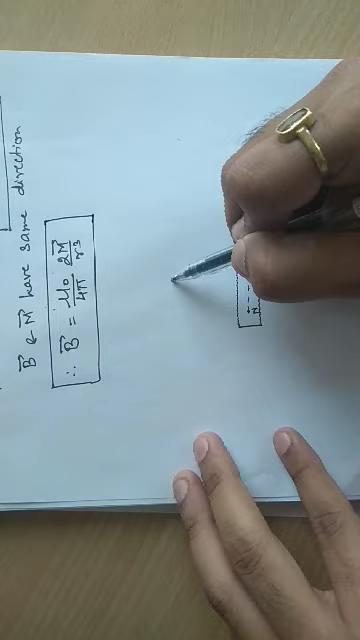 B⃗ & M⃗ have same direction
∴ B⃗ = μ₀/4π 2M⃗/r³
N